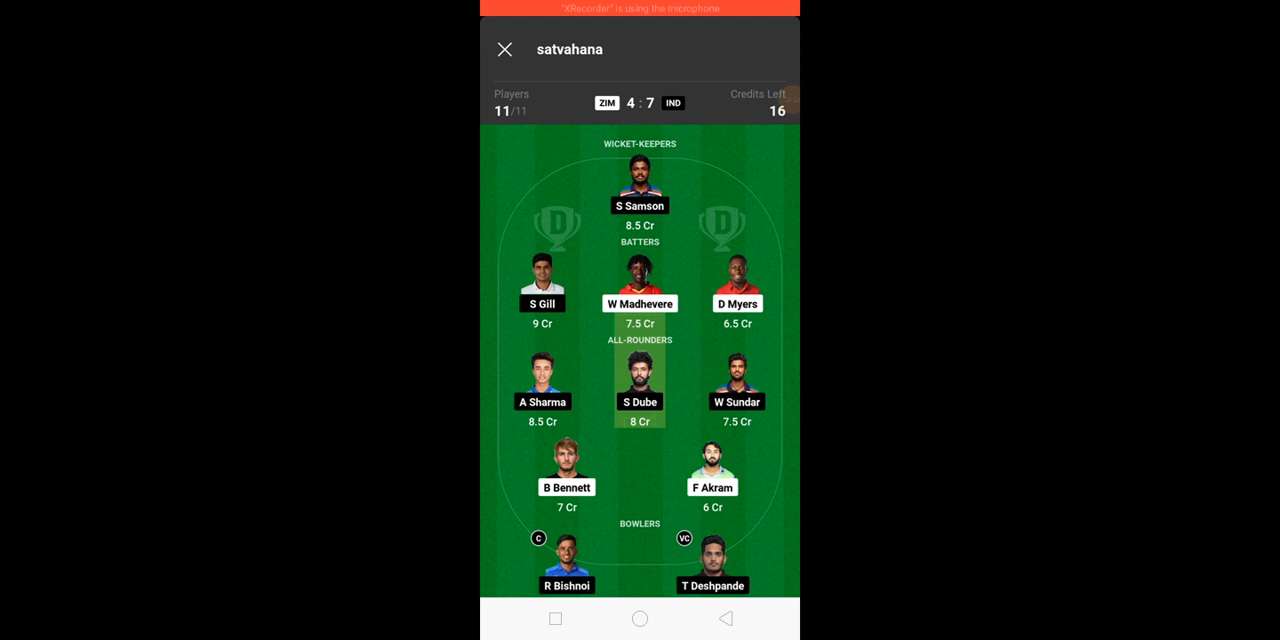 "XRecorder" is using the microphone
satvahana
Players
Credits Left
11/11
ZIM 4 : 7 IND
16
WICKET-KEEPERS
S Samson
8.5 Cr
BATTERS
S Gill W Madhevere D Myers
9 Cr 7.5 Cr 6.5 Cr
ALL-ROUNDERS
A Sharma S Dube W Sundar
8.5 Cr 8 Cr 7.5 Cr
B Bennett F Akram
7 Cr 6 Cr
BOWLERS
C VC
R Bishnoi T Deshpande